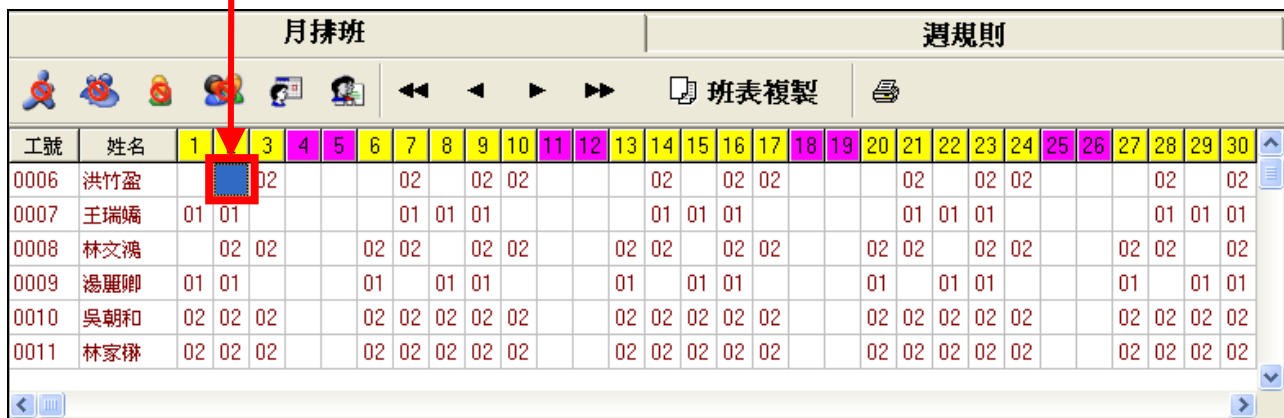 月排班 週規則
班表複製
工號 姓名 1 3 4 5 6 7 8 9 10 11 12 13 14 15 16 17 18 19 20 21 22 23 24 25 26 27 28 29 30
0006 洪竹盈 02 02 02 02 02 02 02 02 02 02 02 02
0007 王瑞嬌 01 01 01 01 01 01 01 01 01 01 01 01 01 01
0008 林文鴻 02 02 02 02 02 02 02 02 02 02 02 02 02 02 02 02 02
0009 湯麗卿 01 01 01 01 01 01 01 01 01 01 01 01 01 01
0010 吳朝和 02 02 02 02 02 02 02 02 02 02 02 02 02 02 02 02 02 02 02 02 02 02
0011 林家楙 02 02 02 02 02 02 02 02 02 02 02 02 02 02 02 02 02 02 02 02 02 02